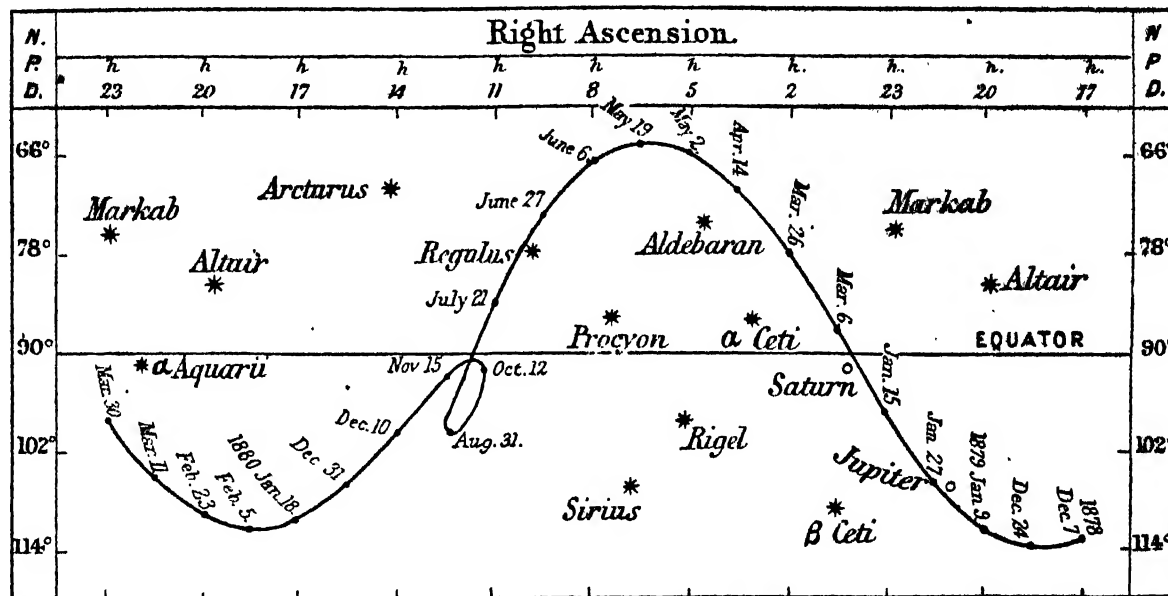 Right Ascension.
N. P. D.
h h h h h h h h. h. h. h.
23 20 17 14 11 8 5 2 23 20 17
N P. D.
66° 66°
May 19
May 2.
June 6
Apr. 14
Arcturus
June 27
Markab
Mar. 26
Markab
Regulus
Aldebaran
78° 78°
Altair
Altair
July 21
Mar. 6
Procyon
α Ceti
EQUATOR
90° 90°
α Aquarii
Nov 15
Oct. 12
Saturn
Jan. 15
Mar. 30
Dec. 10
Aug. 31.
Rigel
102° 102°
Mar. 11
Feb. 23
Feb. 5.
1880 Jan. 18.
Dec 31
Jupiter
Jan. 27
1879 Jan. 9
Dec. 24
1878
Dec. 7
Sirius
β Ceti
114° 114°